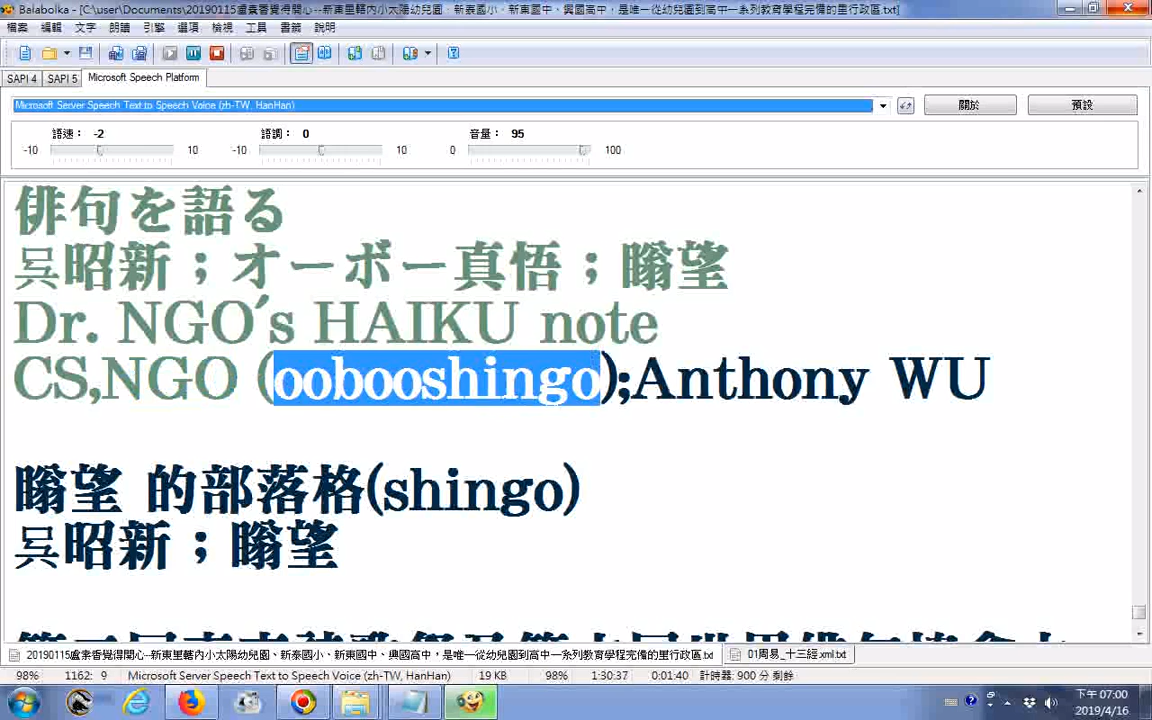 Balabolka - [C:\user\Documents\20190115盧素香覺得開心--新東里轄內小太陽幼兒園、新泰國小、新東國中、興國高中，是唯一從幼兒園到高中一系列教育學程完備的里行政區.txt]
檔案 編輯 文字 朗讀 引擎 選項 檢視 工具 書籤 說明
SAPI 4 SAPI 5 Microsoft Speech Platform
Microsoft Server Speech Text to Speech Voice (zh-TW, HanHan) 關於 預設
語速： -2 語調： 0 音量： 95
-10 10 -10 10 0 100
俳句を語る
吳昭新；オーボー真悟；瞈望
Dr. NGO´s HAIKU note
CS,NGO (oobooshingo);Anthony WU
瞈望 的部落格(shingo)
吳昭新；瞈望
20190115盧素香覺得開心--新東里轄內小太陽幼兒園、新泰國小、新東國中、興國高中，是唯一從幼兒園到高中一系列教育學程完備的里行政區.txt 01周易_十三經.xml.txt
98% 1162: 9 Microsoft Server Speech Text to Speech Voice (zh-TW, HanHan) 19 KB 98% 1:30:37 0:01:40 計時器: 900 分 剩餘
下午 07:00
2019/4/16